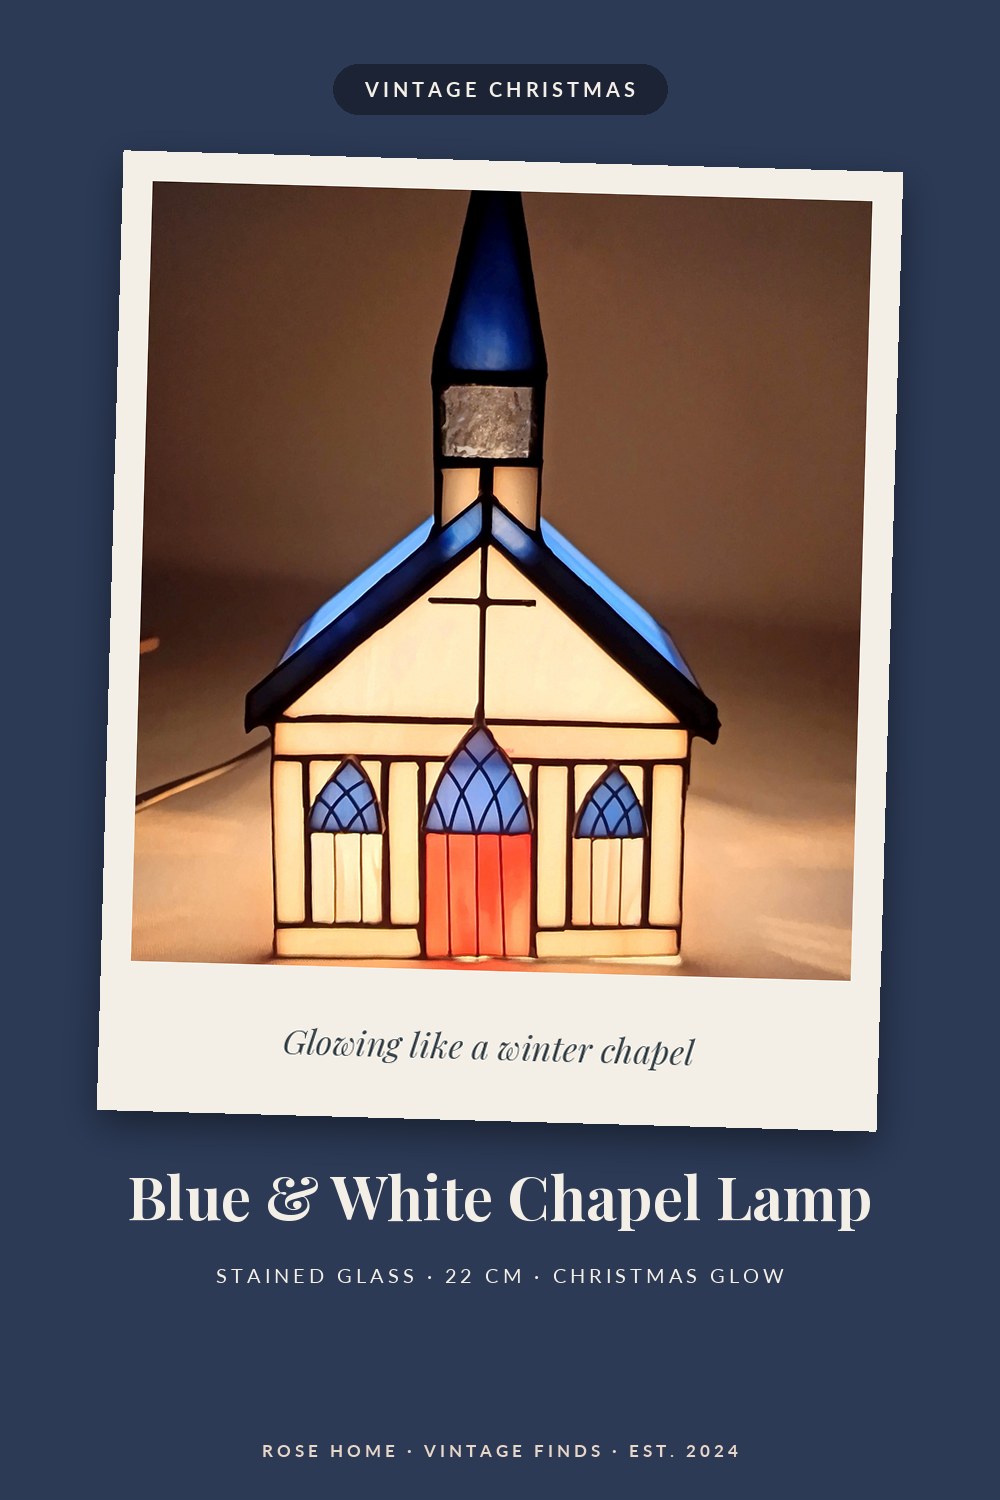 VINTAGE CHRISTMAS
Glowing like a winter chapel
Blue & White Chapel Lamp
STAINED GLASS · 22 CM · CHRISTMAS GLOW
ROSE HOME · VINTAGE FINDS · EST. 2024